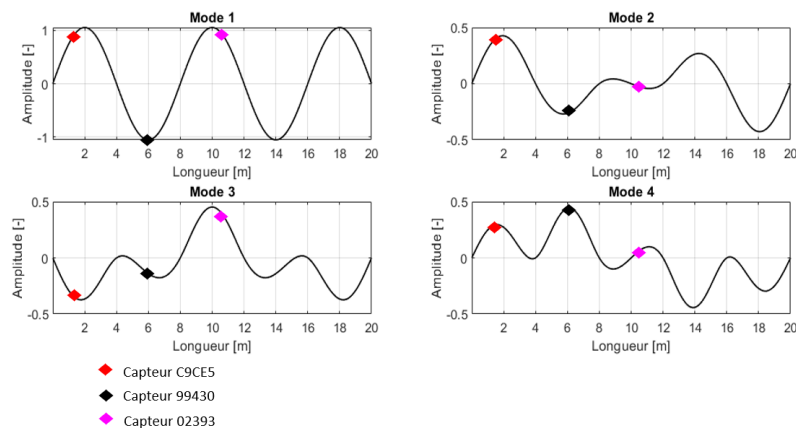 Mode 1
Amplitude [-]
1
0
-1
2 4 6 8 10 12 14 16 18 20
Longueur [m]
Mode 2
Amplitude [-]
0.5
0
-0.5
2 4 6 8 10 12 14 16 18 20
Longueur [m]
Mode 3
Amplitude [-]
0.5
0
-0.5
2 4 6 8 10 12 14 16 18 20
Longueur [m]
Mode 4
Amplitude [-]
0.5
0
-0.5
2 4 6 8 10 12 14 16 18 20
Longueur [m]
Capteur C9CE5
Capteur 99430
Capteur 02393